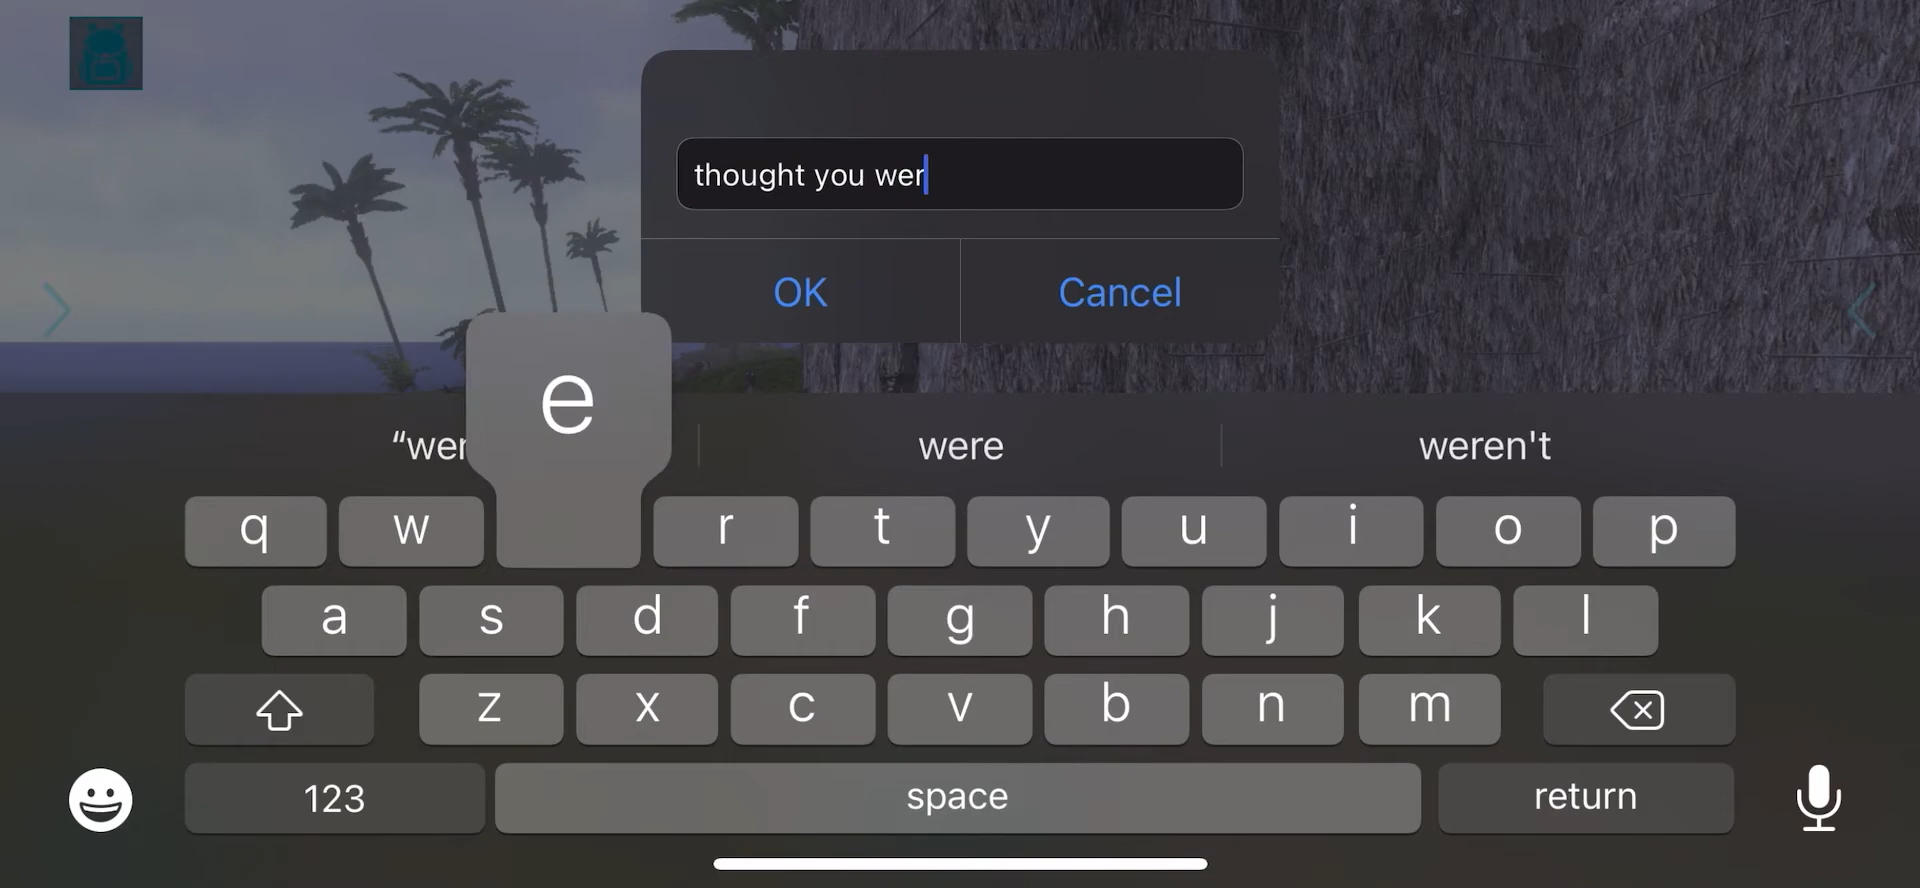 thought you wer
OK Cancel
e
“wer were weren't
q w r t y u i o p
a s d f g h j k l
z x c v b n m
123 space return